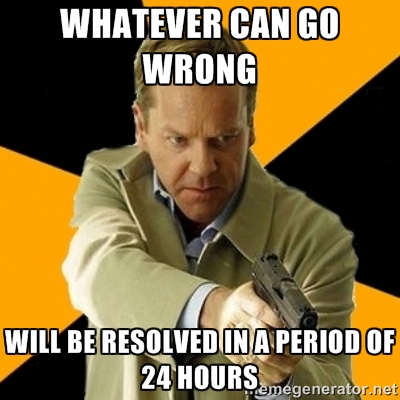 WHATEVER CAN GO
WRONG
WILL BE RESOLVED IN A PERIOD OF
24 HOURS
memegenerator.net